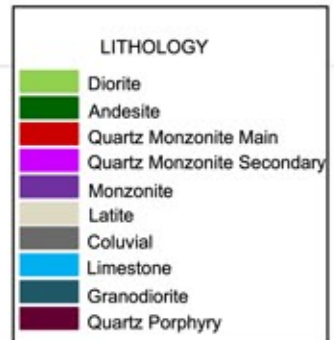 LITHOLOGY
Diorite
Andesite
Quartz Monzonite Main
Quartz Monzonite Secondary
Monzonite
Latite
Coluvial
Limestone
Granodiorite
Quartz Porphyry